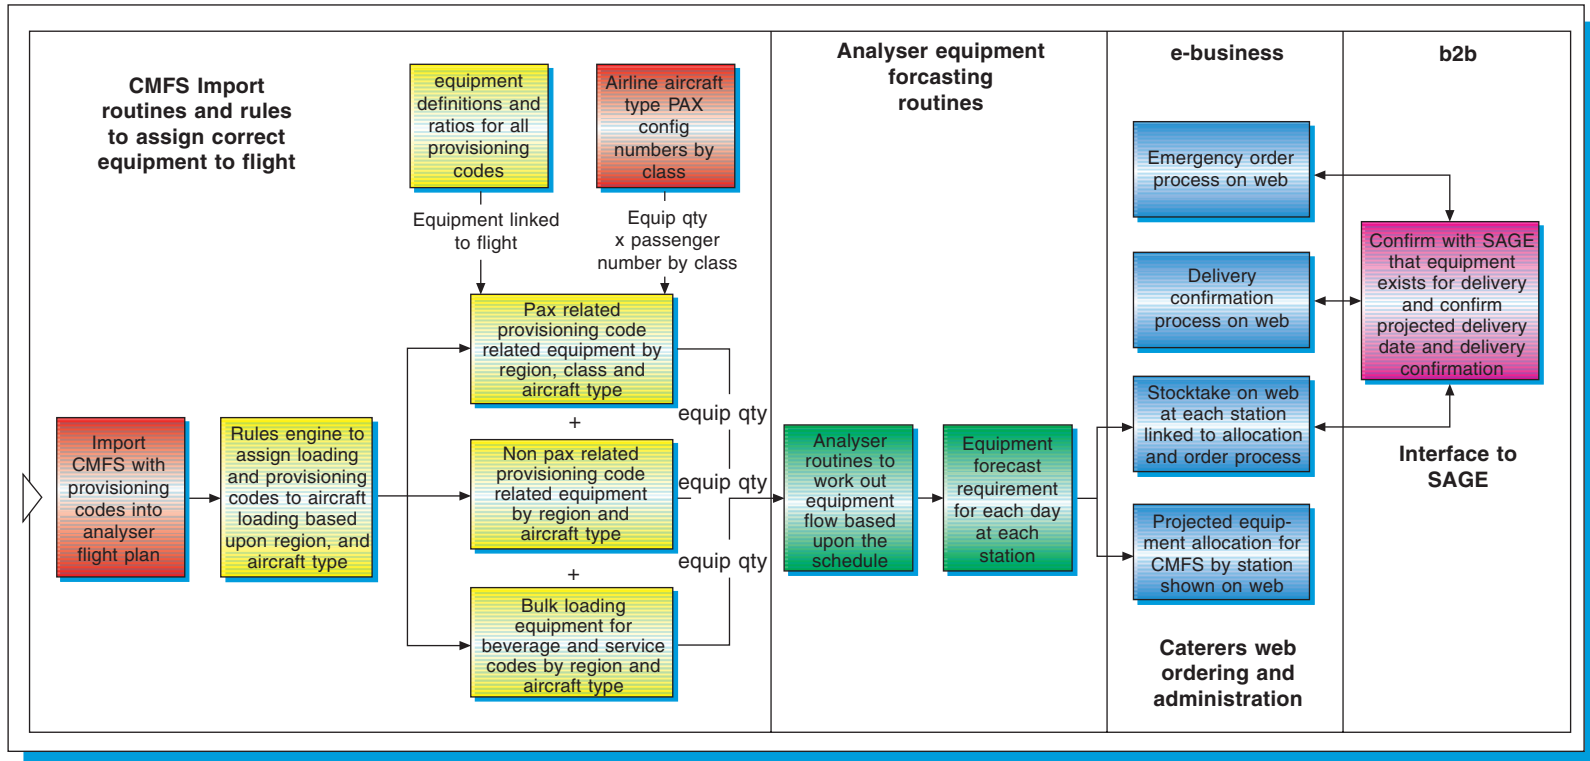 CMFS Import
routines and rules
to assign correct
equipment to flight
equipment
definitions and
ratios for all
provisioning
codes
Airline aircraft
type PAX
config
numbers by
class
Equipment linked
to flight
Equip qty
x passenger
number by class
Import
CMFS with
provisioning
codes into
analyser
flight plan
Rules engine to
assign loading
and provisioning
codes to aircraft
loading based
upon region, and
aircraft type
Pax related
provisioning code
related equipment by
region, class and
aircraft type
+
Non pax related
provisioning code
related equipment
by region and
aircraft type
+
Bulk loading
equipment for
beverage and service
codes by region and
aircraft type
equip qty
equip qty
equip qty
Analyser equipment
forcasting
routines
Analyser
routines to
work out
equipment
flow based
upon the
schedule
Equipment
forecast
requirement
for each day
at each
station
e-business
Emergency order
process on web
Delivery
confirmation
process on web
Stocktake on web
at each station
linked to allocation
and order process
Projected equip-
ment allocation for
CMFS by station
shown on web
Caterers web
ordering and
administration
b2b
Confirm with SAGE
that equipment
exists for delivery
and confirm
projected delivery
date and delivery
confirmation
Interface to
SAGE